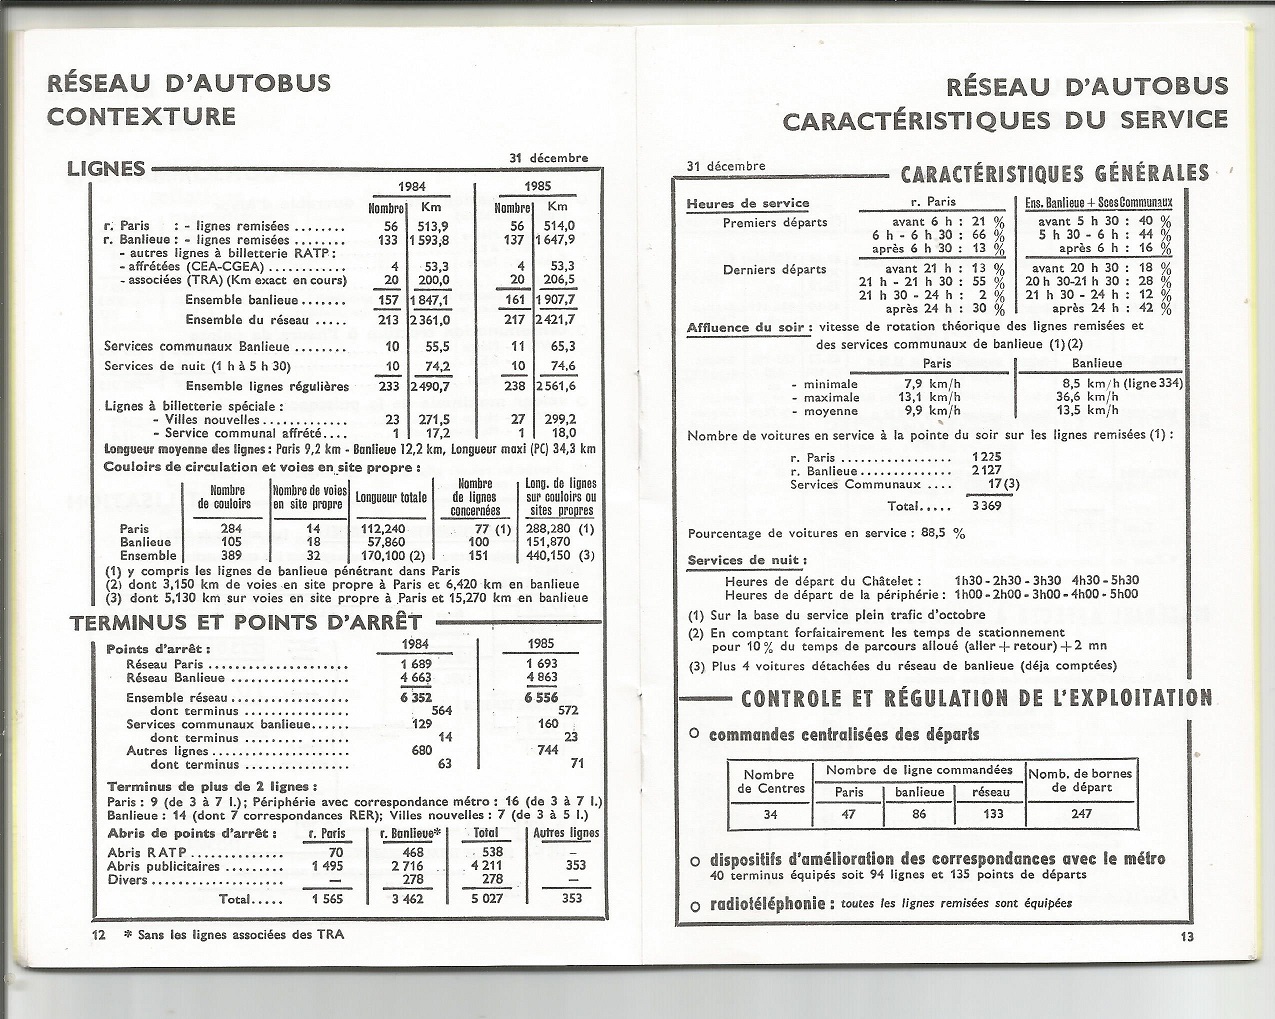 RÉSEAU D'AUTOBUS
CONTEXTURE
31 décembre
LIGNES
1984 1985
Nombre Km Nombre Km
r. Paris : - lignes remisées ........ 56 513,9 56 514,0
r. Banlieue : - lignes remisées ........ 133 1 593,8 137 1 647,9
- autres lignes à billetterie RATP :
- affrétées (CEA-CGEA) ............ 4 53,3 4 53,3
- associées (TRA) (Km exact en cours) 20 200,0 20 206,5
Ensemble banlieue ....... 157 1 847,1 161 1 907,7
Ensemble du réseau ..... 213 2 361,0 217 2 421,7
Services communaux Banlieue ........ 10 55,5 11 65,3
Services de nuit (1 h à 5 h 30) 10 74,2 10 74,6
Ensemble lignes régulières 233 2 490,7 238 2 561,6
Lignes à billetterie spéciale :
- Villes nouvelles ............. 23 271,5 27 299,2
- Service communal affrété .... 1 17,2 1 18,0
Longueur moyenne des lignes : Paris 9,2 km - Banlieue 12,2 km, Longueur maxi (PC) 34,3 km
Couloirs de circulation et voies en site propre :
Nombre de couloirs Nombre de voies en site propre Longueur totale Nombre de lignes concernées Long. de lignes sur couloirs ou sites propres
Paris 284 14 112,240 77 (1) 288,280 (1)
Banlieue 105 18 57,860 100 151,870
Ensemble 389 32 170,100 (2) 151 440,150 (3)
(1) y compris les lignes de banlieue pénétrant dans Paris
(2) dont 3,150 km de voies en site propre à Paris et 6,420 km en banlieue
(3) dont 5,130 km sur voies en site propre à Paris et 15,270 km en banlieue
TERMINUS ET POINTS D'ARRÊT
Points d'arrêt : 1984 1985
Réseau Paris ..................... 1 689 1 693
Réseau Banlieue .................. 4 663 4 863
Ensemble réseau .................. 6 352 6 556
dont terminus ................ 564 572
Services communaux banlieue ...... 129 160
dont terminus ................ 14 23
Autres lignes ..................... 680 744
dont terminus ................ 63 71
Terminus de plus de 2 lignes :
Paris : 9 (de 3 à 7 l.) ; Périphérie avec correspondance métro : 16 (de 3 à 7 l.)
Banlieue : 14 (dont 7 correspondances RER) ; Villes nouvelles : 7 (de 3 à 5 l.)
Abris de points d'arrêt : r. Paris r. Banlieue* Total Autres lignes
Abris RATP .............. 70 468 538 –
Abris publicitaires ......... 1 495 2 716 4 211 353
Divers .................... — 278 278 –
Total ..... 1 565 3 462 5 027 353
12 * Sans les lignes associées des TRA
RÉSEAU D'AUTOBUS
CARACTÉRISTIQUES DU SERVICE
31 décembre
CARACTÉRISTIQUES GÉNÉRALES
Heures de service r. Paris Ens. Banlieue + Sces Communaux
Premiers départs avant 6 h : 21 % avant 5 h 30 : 40 %
6 h - 6 h 30 : 66 % 5 h 30 - 6 h : 44 %
après 6 h 30 : 13 % après 6 h : 16 %
Derniers départs avant 21 h : 13 % avant 20 h 30 : 18 %
21 h - 21 h 30 : 55 % 20 h 30-21 h 30 : 28 %
21 h 30 - 24 h : 2 % 21 h 30 - 24 h : 12 %
après 24 h : 30 % après 24 h : 42 %
Affluence du soir : vitesse de rotation théorique des lignes remisées et
des services communaux de banlieue (1) (2)
Paris Banlieue
- minimale 7,9 km/h 8,5 km/h (ligne 334)
- maximale 13,1 km/h 36,6 km/h
- moyenne 9,9 km/h 13,5 km/h
Nombre de voitures en service à la pointe du soir sur les lignes remisées (1) :
r. Paris ................ 1 225
r. Banlieue .............. 2 127
Services Communaux .... 17 (3)
Total ..... 3 369
Pourcentage de voitures en service : 88,5 %
Services de nuit :
Heures de départ du Châtelet : 1h30 - 2h30 - 3h30 4h30 - 5h30
Heures de départ de la périphérie : 1h00 - 2h00 - 3h00 - 4h00 - 5h00
(1) Sur la base du service plein trafic d'octobre
(2) En comptant forfaitairement les temps de stationnement
pour 10 % du temps de parcours alloué (aller + retour) + 2 mn
(3) Plus 4 voitures détachées du réseau de banlieue (déja comptées)
CONTROLE ET RÉGULATION DE L'EXPLOITATION
O commandes centralisées des départs
Nombre de Centres Nombre de ligne commandées Nomb. de bornes de départ
Paris banlieue réseau
34 47 86 133 247
O dispositifs d'amélioration des correspondances avec le métro
40 terminus équipés soit 94 lignes et 135 points de départs
O radiotéléphonie : toutes les lignes remisées sont équipées
13